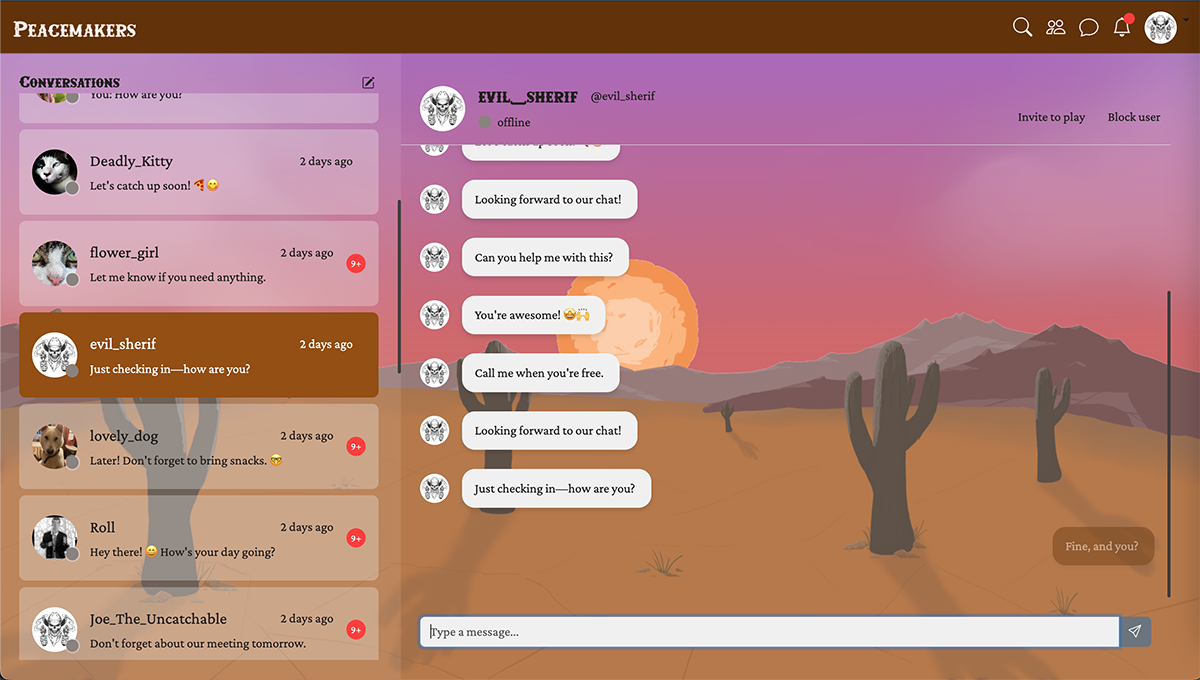 Peacemakers
Conversations
You: How are you?
Deadly_Kitty
2 days ago
Let's catch up soon! 🍕😋
flower_girl
2 days ago
Let me know if you need anything.
9+
evil_sherif
2 days ago
Just checking in—how are you?
lovely_dog
2 days ago
Later! Don't forget to bring snacks. 🤓
9+
Roll
2 days ago
Hey there! 😄 How's your day going?
9+
Joe_The_Uncatchable
2 days ago
Don't forget about our meeting tomorrow.
9+
evil_sherif
@evil_sherif
offline
Invite to play
Block user
Looking forward to our chat!
Can you help me with this?
You're awesome! 🤩🙌
Call me when you're free.
Looking forward to our chat!
Just checking in—how are you?
Fine, and you?
Type a message...